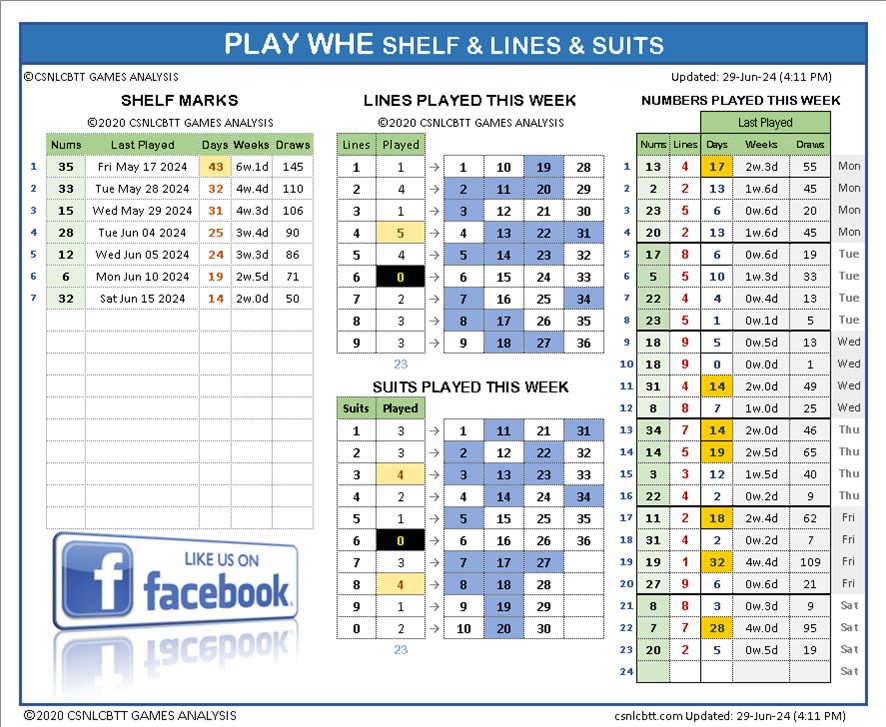 PLAY WHE SHELF & LINES & SUITS
©CSNLCBTT GAMES ANALYSIS
Updated: 29-Jun-24 (4:11 PM)
SHELF MARKS
©2020 CSNLCBTT GAMES ANALYSIS
Nums Last Played Days Weeks Draws
1 35 Fri May 17 2024 43 6w.1d 145
2 33 Tue May 28 2024 32 4w.4d 110
3 15 Wed May 29 2024 31 4w.3d 106
4 28 Tue Jun 04 2024 25 3w.4d 90
5 12 Wed Jun 05 2024 24 3w.3d 86
6 6 Mon Jun 10 2024 19 2w.5d 71
7 32 Sat Jun 15 2024 14 2w.0d 50
LIKE US ON
f facebook®
LINES PLAYED THIS WEEK
©2020 CSNLCBTT GAMES ANALYSIS
Lines Played
1 1 → 1 10 19 28
2 4 → 2 11 20 29
3 1 → 3 12 21 30
4 5 → 4 13 22 31
5 4 → 5 14 23 32
6 0 → 6 15 24 33
7 2 → 7 16 25 34
8 3 → 8 17 26 35
9 3 → 9 18 27 36
23
SUITS PLAYED THIS WEEK
Suits Played
1 3 → 1 11 21 31
2 3 → 2 12 22 32
3 4 → 3 13 23 33
4 2 → 4 14 24 34
5 1 → 5 15 25 35
6 0 → 6 16 26 36
7 3 → 7 17 27
8 4 → 8 18 28
9 1 → 9 19 29
0 2 → 10 20 30
23
NUMBERS PLAYED THIS WEEK
Last Played
Nums Lines Days Weeks Draws
1 13 4 17 2w.3d 55 Mon
2 2 2 13 1w.6d 45 Mon
3 23 5 6 0w.6d 20 Mon
4 20 2 13 1w.6d 45 Mon
5 17 8 6 0w.6d 19 Tue
6 5 5 10 1w.3d 33 Tue
7 22 4 4 0w.4d 13 Tue
8 23 5 1 0w.1d 5 Tue
9 18 9 5 0w.5d 13 Wed
10 18 9 0 0w.0d 1 Wed
11 31 4 14 2w.0d 49 Wed
12 8 8 7 1w.0d 25 Wed
13 34 7 14 2w.0d 46 Thu
14 14 5 19 2w.5d 65 Thu
15 3 3 12 1w.5d 40 Thu
16 22 4 2 0w.2d 9 Thu
17 11 2 18 2w.4d 62 Fri
18 31 4 2 0w.2d 7 Fri
19 19 1 32 4w.4d 109 Fri
20 27 9 6 0w.6d 21 Fri
21 8 8 3 0w.3d 9 Sat
22 7 7 28 4w.0d 95 Sat
23 20 2 5 0w.5d 19 Sat
24 Sat
©2020 CSNLCBTT GAMES ANALYSIS
csnlcbtt.com Updated: 29-Jun-24 (4:11 PM)